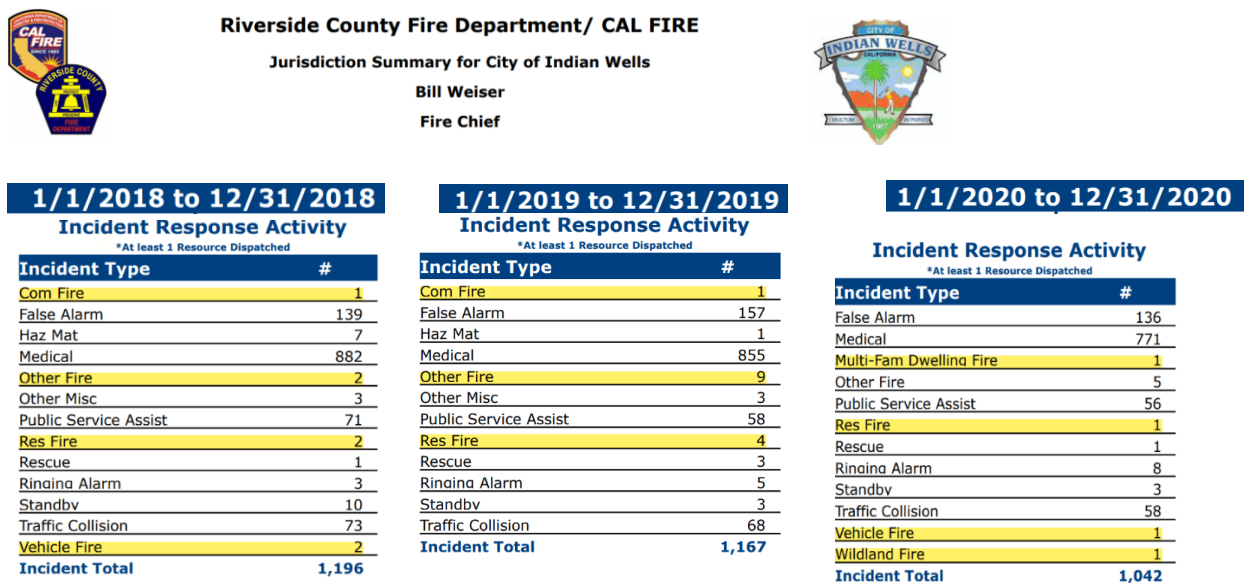 CAL
FIRE
SINCE 1885
RIVERSIDE COUNTY
FIRE
DEPARTMENT
Riverside County Fire Department/ CAL FIRE
Jurisdiction Summary for City of Indian Wells
Bill Weiser
Fire Chief
CITY OF
INDIAN WELLS
CALIFORNIA
MULTUM IN PARVO
1967
1/1/2018 to 12/31/2018
Incident Response Activity
*At least 1 Resource Dispatched
Incident Type #
Com Fire 1
False Alarm 139
Haz Mat 7
Medical 882
Other Fire 2
Other Misc 3
Public Service Assist 71
Res Fire 2
Rescue 1
Ringing Alarm 3
Standby 10
Traffic Collision 73
Vehicle Fire 2
Incident Total 1,196
1/1/2019 to 12/31/2019
Incident Response Activity
*At least 1 Resource Dispatched
Incident Type #
Com Fire 1
False Alarm 157
Haz Mat 1
Medical 855
Other Fire 9
Other Misc 3
Public Service Assist 58
Res Fire 4
Rescue 3
Ringing Alarm 5
Standby 3
Traffic Collision 68
Incident Total 1,167
1/1/2020 to 12/31/2020
Incident Response Activity
*At least 1 Resource Dispatched
Incident Type #
False Alarm 136
Medical 771
Multi-Fam Dwelling Fire 1
Other Fire 5
Public Service Assist 56
Res Fire 1
Rescue 1
Ringing Alarm 8
Standby 3
Traffic Collision 58
Vehicle Fire 1
Wildland Fire 1
Incident Total 1,042